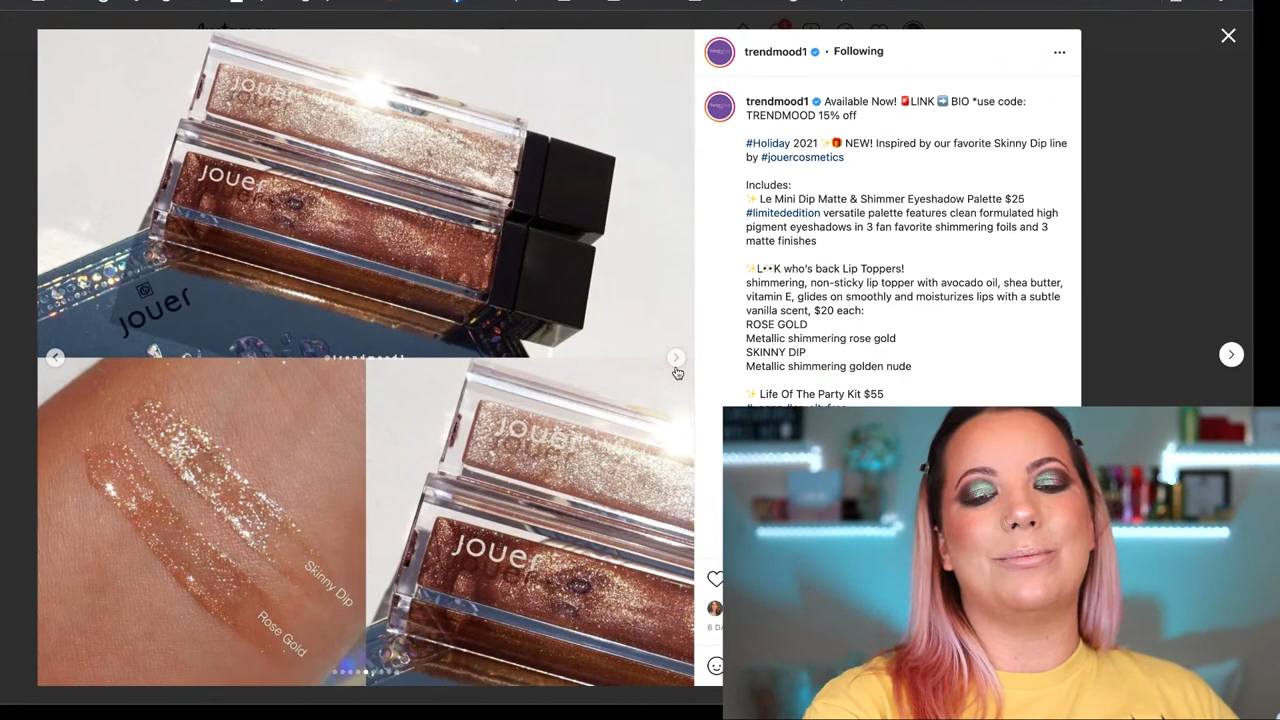 jouer
jouer
jouer
@trendmood1
jouer
jouer
Skinny Dip
Rose Gold
trendmood1 • Following
trendmood1 Available Now! 🚨LINK ➡️ BIO *use code:
TRENDMOOD 15% off
#Holiday 2021 ✨🎁 NEW! Inspired by our favorite Skinny Dip line
by #jouercosmetics
Includes:
✨ Le Mini Dip Matte & Shimmer Eyeshadow Palette $25
#limitededition versatile palette features clean formulated high
pigment eyeshadows in 3 fan favorite shimmering foils and 3
matte finishes
✨L👀K who's back Lip Toppers!
shimmering, non-sticky lip topper with avocado oil, shea butter,
vitamin E, glides on smoothly and moisturizes lips with a subtle
vanilla scent, $20 each:
ROSE GOLD
Metallic shimmering rose gold
SKINNY DIP
Metallic shimmering golden nude
✨ Life Of The Party Kit $55
6 DA